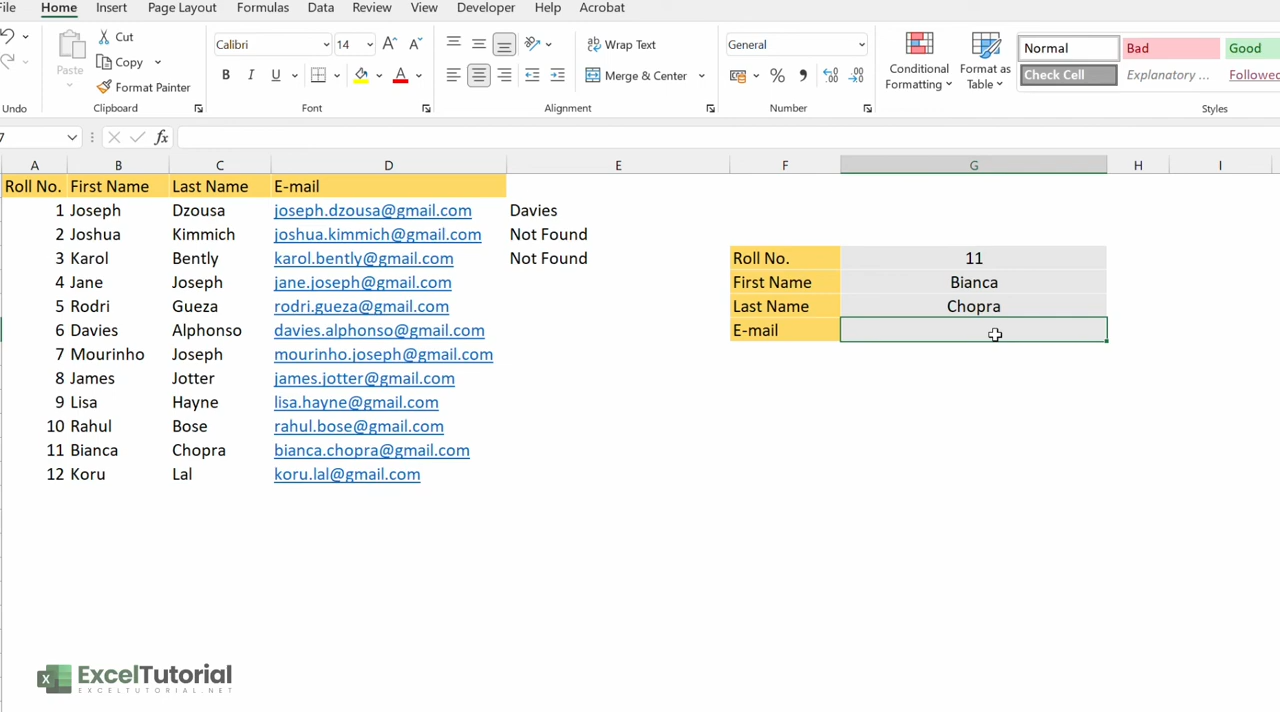 File Home Insert Page Layout Formulas Data Review View Developer Help Acrobat
Cut
Copy
Format Painter
Paste
Undo Clipboard
Calibri 14 A A
B I U A
Font
Wrap Text
Merge & Center
Alignment
General
% ,
Number
Conditional Formatting
Format as Table
Normal Bad Good
Check Cell Explanatory ... Followed
Styles
7 fx
A B C D E F G H I
Roll No. First Name Last Name E-mail
1 Joseph Dzousa joseph.dzousa@gmail.com Davies
2 Joshua Kimmich joshua.kimmich@gmail.com Not Found
3 Karol Bently karol.bently@gmail.com Not Found Roll No. 11
4 Jane Joseph jane.joseph@gmail.com First Name Bianca
5 Rodri Gueza rodri.gueza@gmail.com Last Name Chopra
6 Davies Alphonso davies.alphonso@gmail.com E-mail
7 Mourinho Joseph mourinho.joseph@gmail.com
8 James Jotter james.jotter@gmail.com
9 Lisa Hayne lisa.hayne@gmail.com
10 Rahul Bose rahul.bose@gmail.com
11 Bianca Chopra bianca.chopra@gmail.com
12 Koru Lal koru.lal@gmail.com
X ExcelTutorial
EXCELTUTORIAL.NET